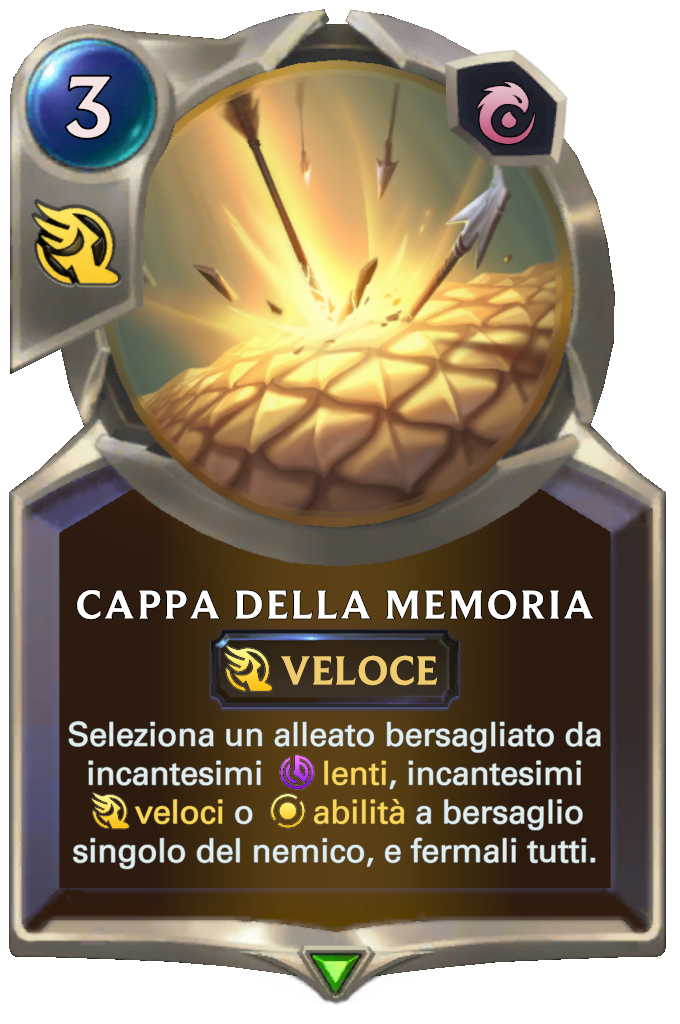 3
CAPPA DELLA MEMORIA
VELOCE
Seleziona un alleato bersagliato da
incantesimi lenti, incantesimi
veloci o abilità a bersaglio
singolo del nemico, e fermali tutti.